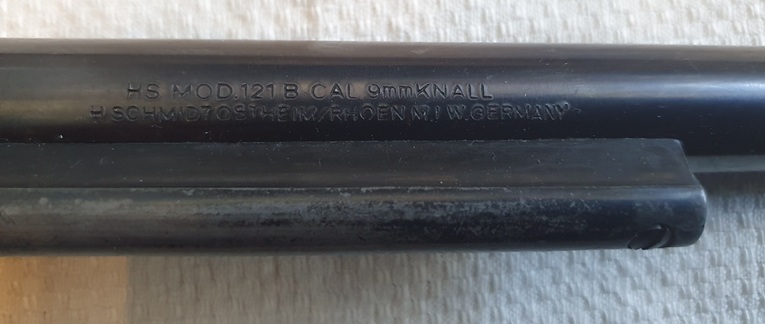 HS MOD.121 B CAL 9mmKNALL
H.SCHMIDT OSTHEIM/RHOEN M.I W.GERMANY